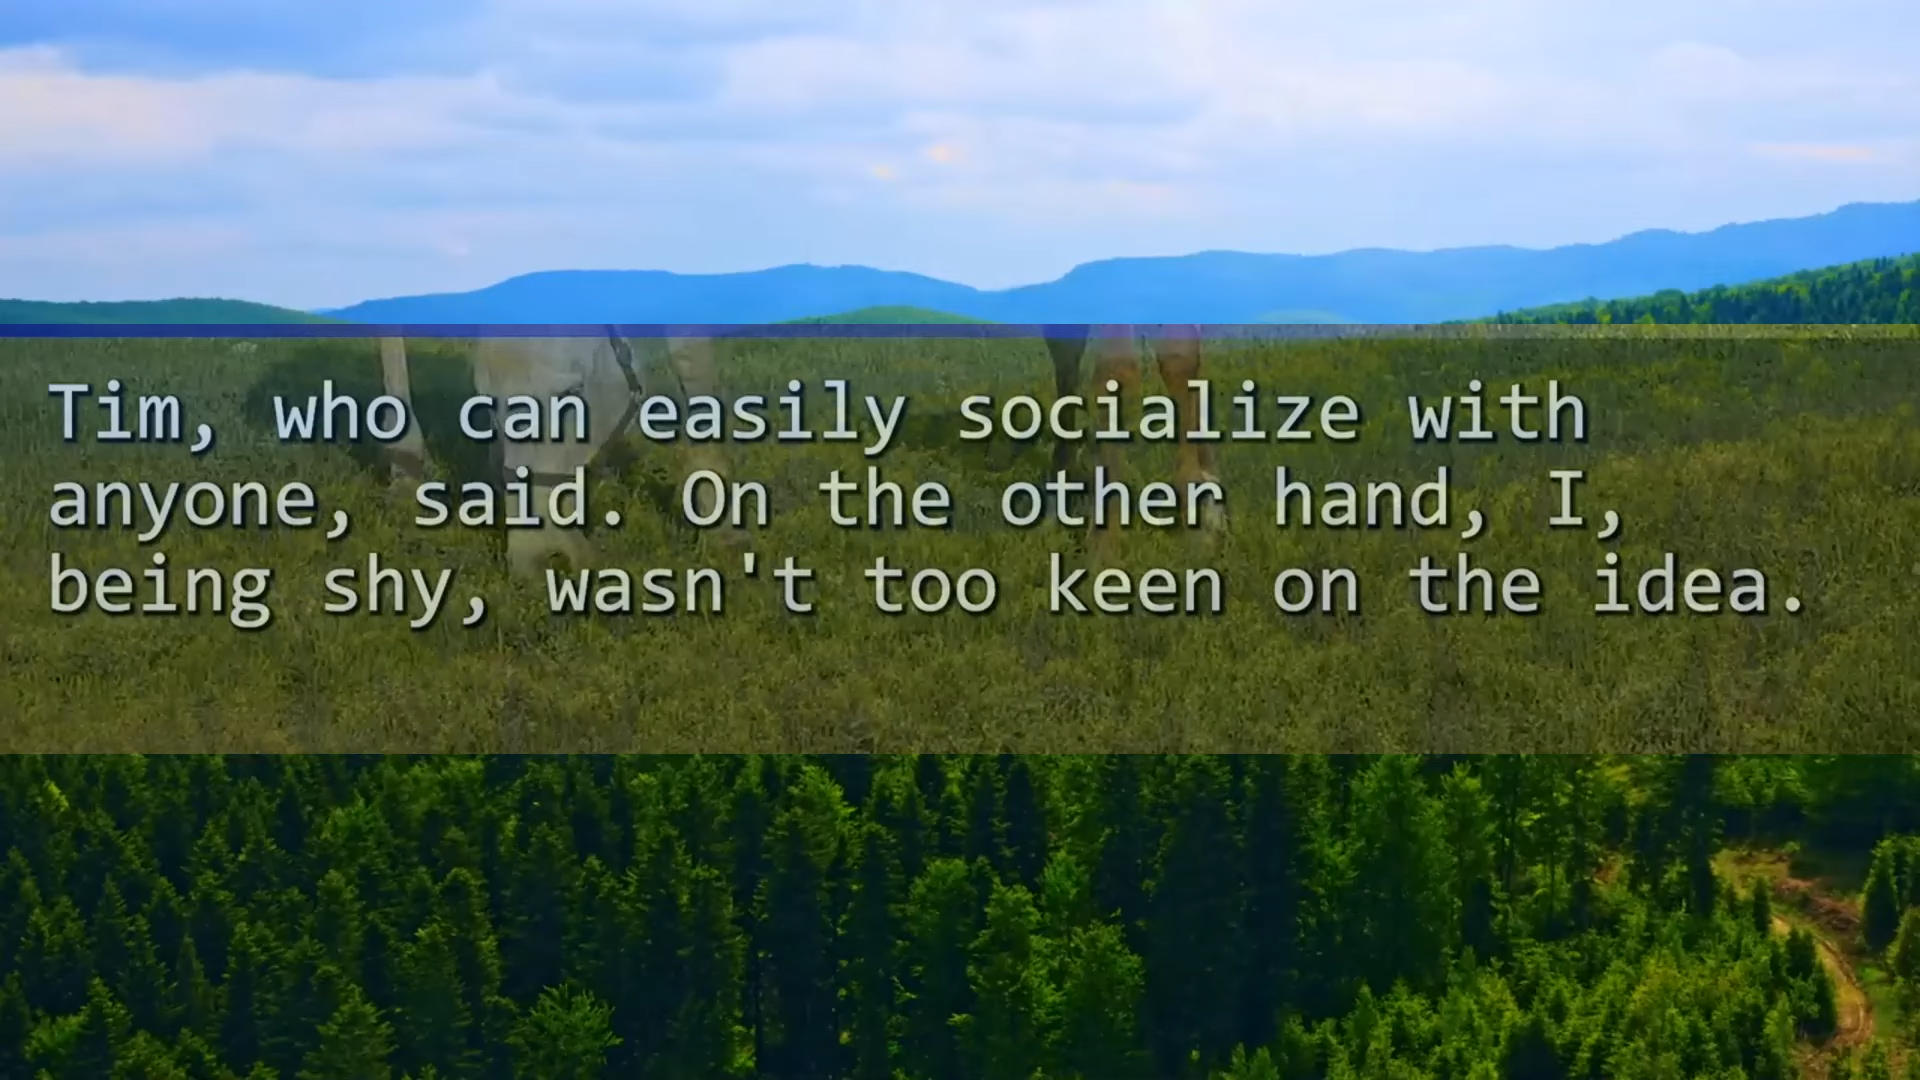 Tim, who can easily socialize with
anyone, said. On the other hand, I,
being shy, wasn't too keen on the idea.